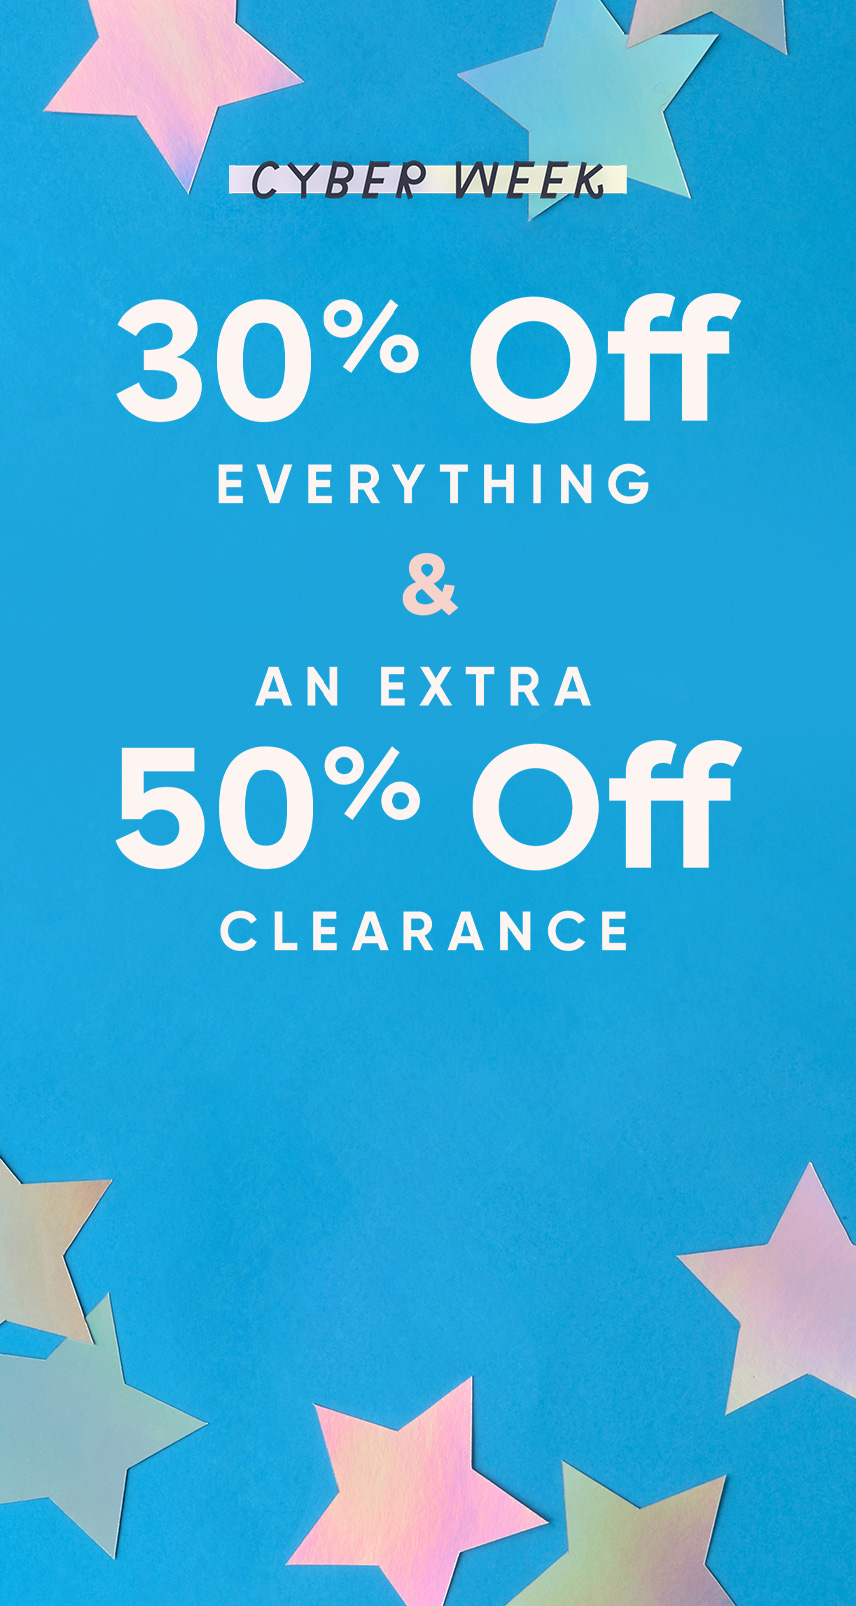 CYBER WEEK
30% Off
EVERYTHING
&
AN EXTRA
50% Off
CLEARANCE